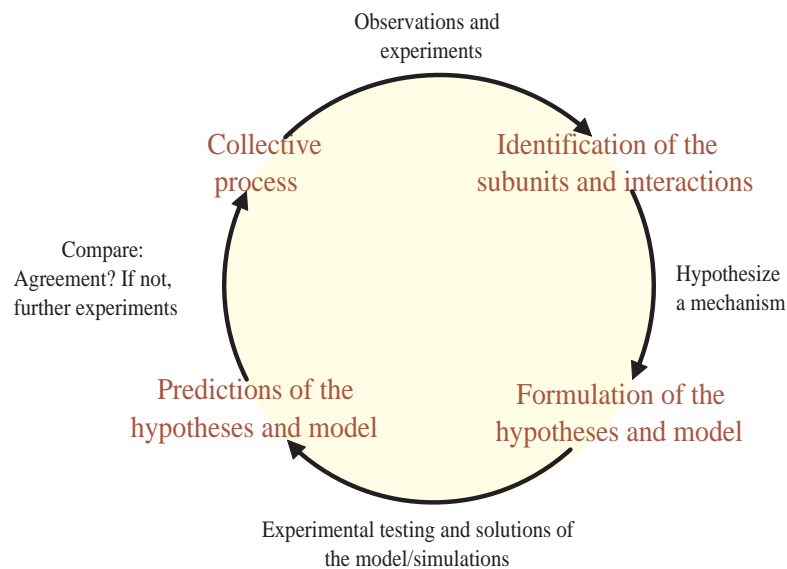 Observations and
experiments
Collective
process
Identification of the
subunits and interactions
Compare:
Agreement? If not,
further experiments
Hypothesize
a mechanism
Predictions of the
hypotheses and model
Formulation of the
hypotheses and model
Experimental testing and solutions of
the model/simulations